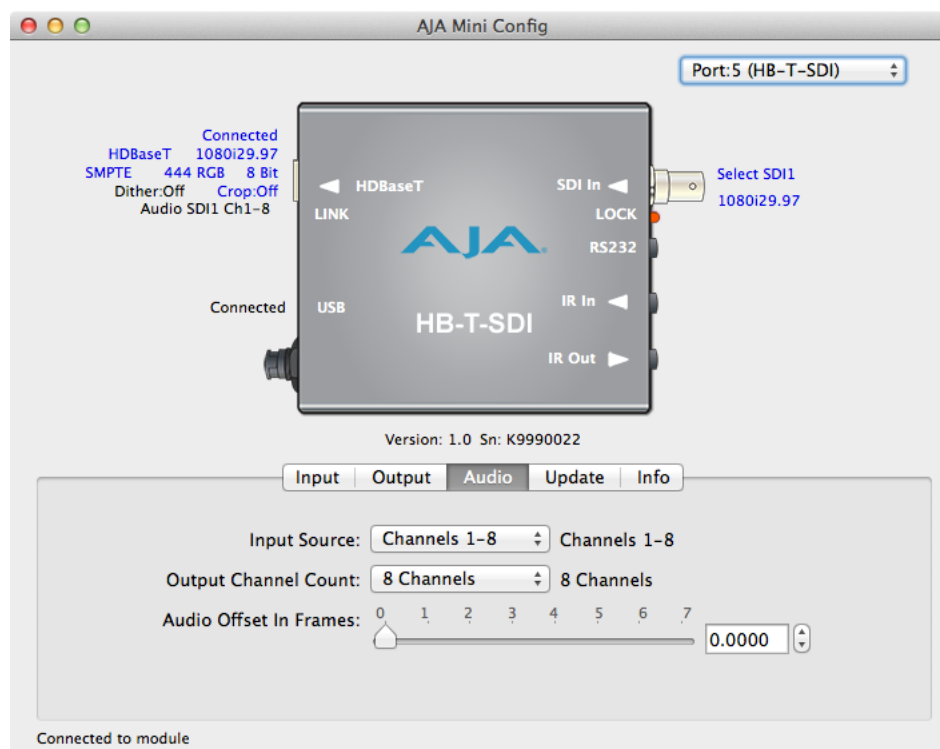 AJA Mini Config
Port:5 (HB-T-SDI)
Connected
HDBaseT 1080i29.97
SMPTE 444 RGB 8 Bit
Dither:Off Crop:Off
Audio SDI1 Ch1-8
HDBaseT
SDI In
Select SDI1
1080i29.97
LINK
LOCK
AJA
RS232
Connected
USB
IR In
HB-T-SDI
IR Out
Version: 1.0 Sn: K9990022
Input Output Audio Update Info
Input Source: Channels 1-8 Channels 1-8
Output Channel Count: 8 Channels 8 Channels
Audio Offset In Frames: 0 1 2 3 4 5 6 7
0.0000
Connected to module